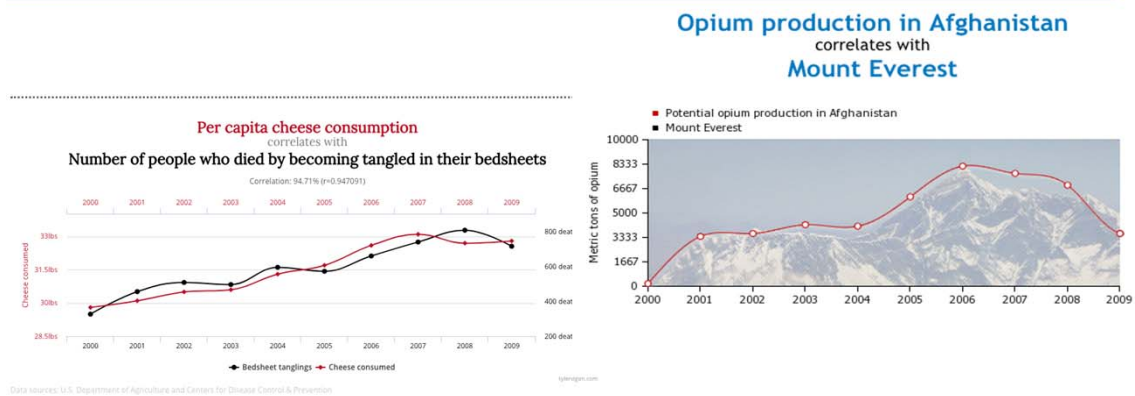 Per capita cheese consumption
correlates with
Number of people who died by becoming tangled in their bedsheets
Correlation: 94.71% (r=0.947091)
2000 2001 2002 2003 2004 2005 2006 2007 2008 2009
Cheese consumed
33lbs
31.5lbs
30lbs
28.5lbs
800 deat
600 deat
400 deat
200 deat
2000 2001 2002 2003 2004 2005 2006 2007 2008 2009
Bedsheet tanglings Cheese consumed
tylervigen.com
Data sources: U.S. Department of Agriculture and Centers for Disease Control & Prevention
Opium production in Afghanistan
correlates with
Mount Everest
Potential opium production in Afghanistan
Mount Everest
Metric tons of opium
10000
8333
6667
5000
3333
1667
0
2000 2001 2002 2003 2004 2005 2006 2007 2008 2009